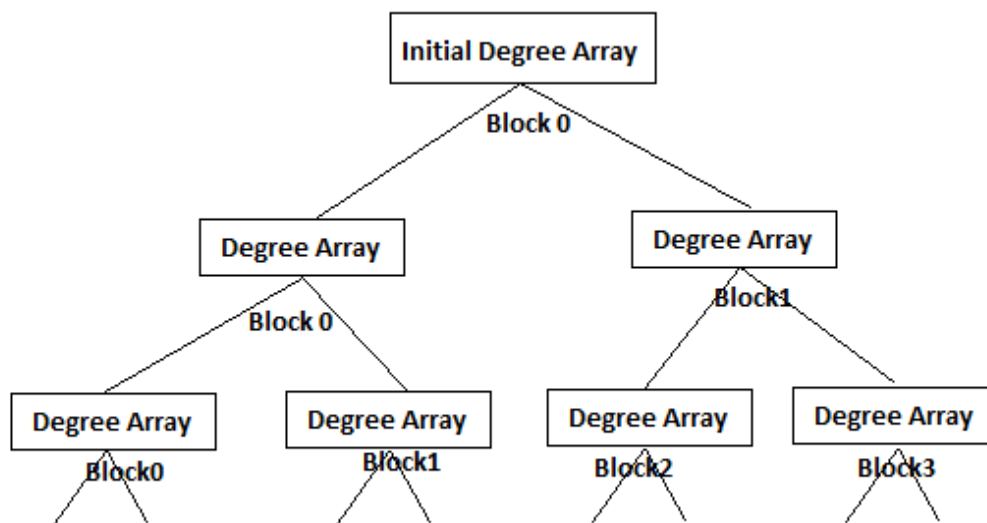 Initial Degree Array
Block 0
Degree Array
Degree Array
Block 0
Block1
Degree Array
Degree Array
Degree Array
Degree Array
Block0
Block1
Block2
Block3